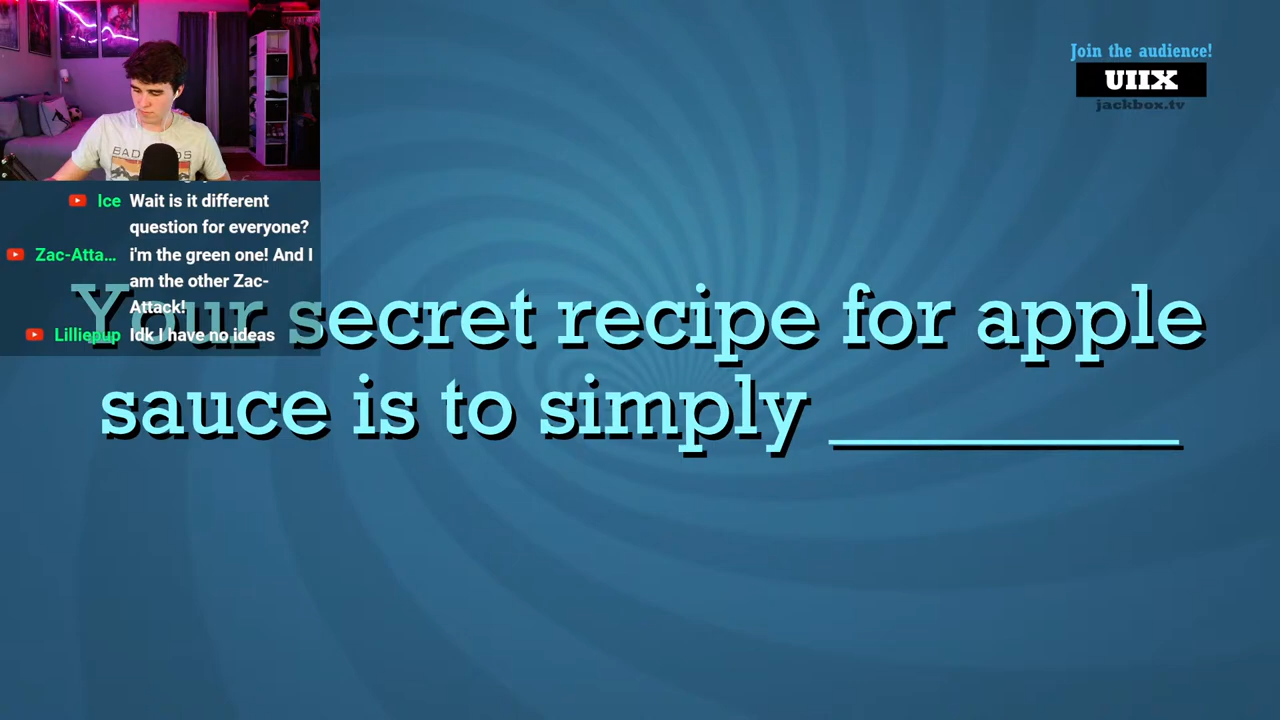 Join the audience!
UIIX
jackbox.tv
Ice Wait is it different
question for everyone?
Zac-Atta... i'm the green one! And I
am the other Zac-
Attack!
Lilliepup Idk I have no ideas
Your secret recipe for apple
sauce is to simply __________